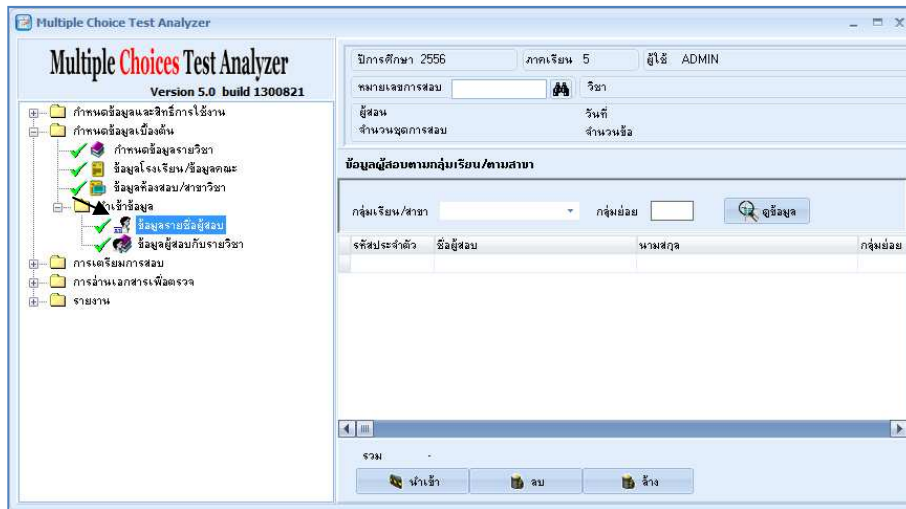 Multiple Choice Test Analyzer
Multiple Choices Test Analyzer
Version 5.0 build 1300821
กำหนดข้อมูลและสิทธิ์การใช้งาน
กำหนดข้อมูลเบื้องต้น
กำหนดข้อมูลรายวิชา
ข้อมูลโรงเรียน/ข้อมูลคณะ
ข้อมูลห้องสอบ/สาขาวิชา
นำเข้าข้อมูล
ข้อมูลรายชื่อผู้สอบ
ข้อมูลผู้สอบกับรายวิชา
การเตรียมการสอบ
การอ่านเอกสารเพื่อตรวจ
รายงาน
ปีการศึกษา 2556 ภาคเรียน 5 ผู้ใช้ ADMIN
หมายเลขการสอบ วิชา
ผู้สอน วันที่
จำนวนชุดการสอบ จำนวนข้อ
ข้อมูลผู้สอบตามกลุ่มเรียน/ตามสาขา
กลุ่มเรียน/สาขา กลุ่มย่อย ดูข้อมูล
รหัสประจำตัว ชื่อผู้สอบ นามสกุล กลุ่มย่อย
รวม -
นำเข้า ลบ ล้าง